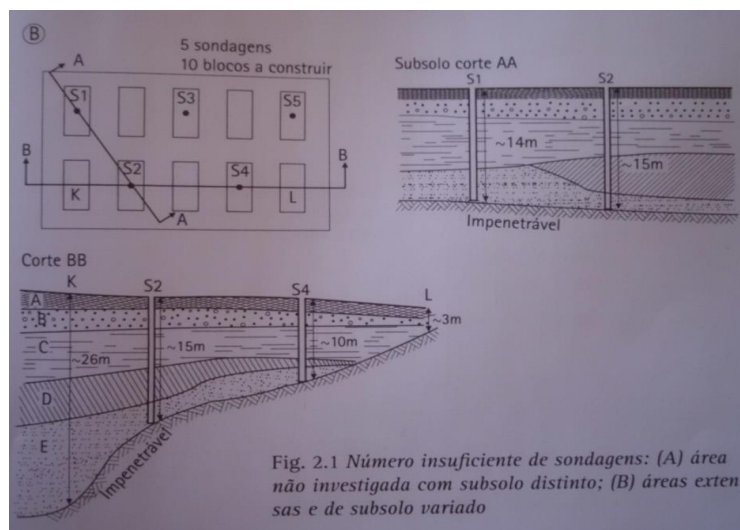 B
A
5 sondagens
10 blocos a construir
S1
S3
S5
B
B
S2
S4
K
L
A
Subsolo corte AA
S1
S2
~14m
~15m
Impenetrável
Corte BB
K
S2
S4
L
A
B
C
D
E
~26m
~15m
~10m
~3m
Impenetrável
Fig. 2.1 Número insuficiente de sondagens: (A) área
não investigada com subsolo distinto; (B) áreas exten
sas e de subsolo variado